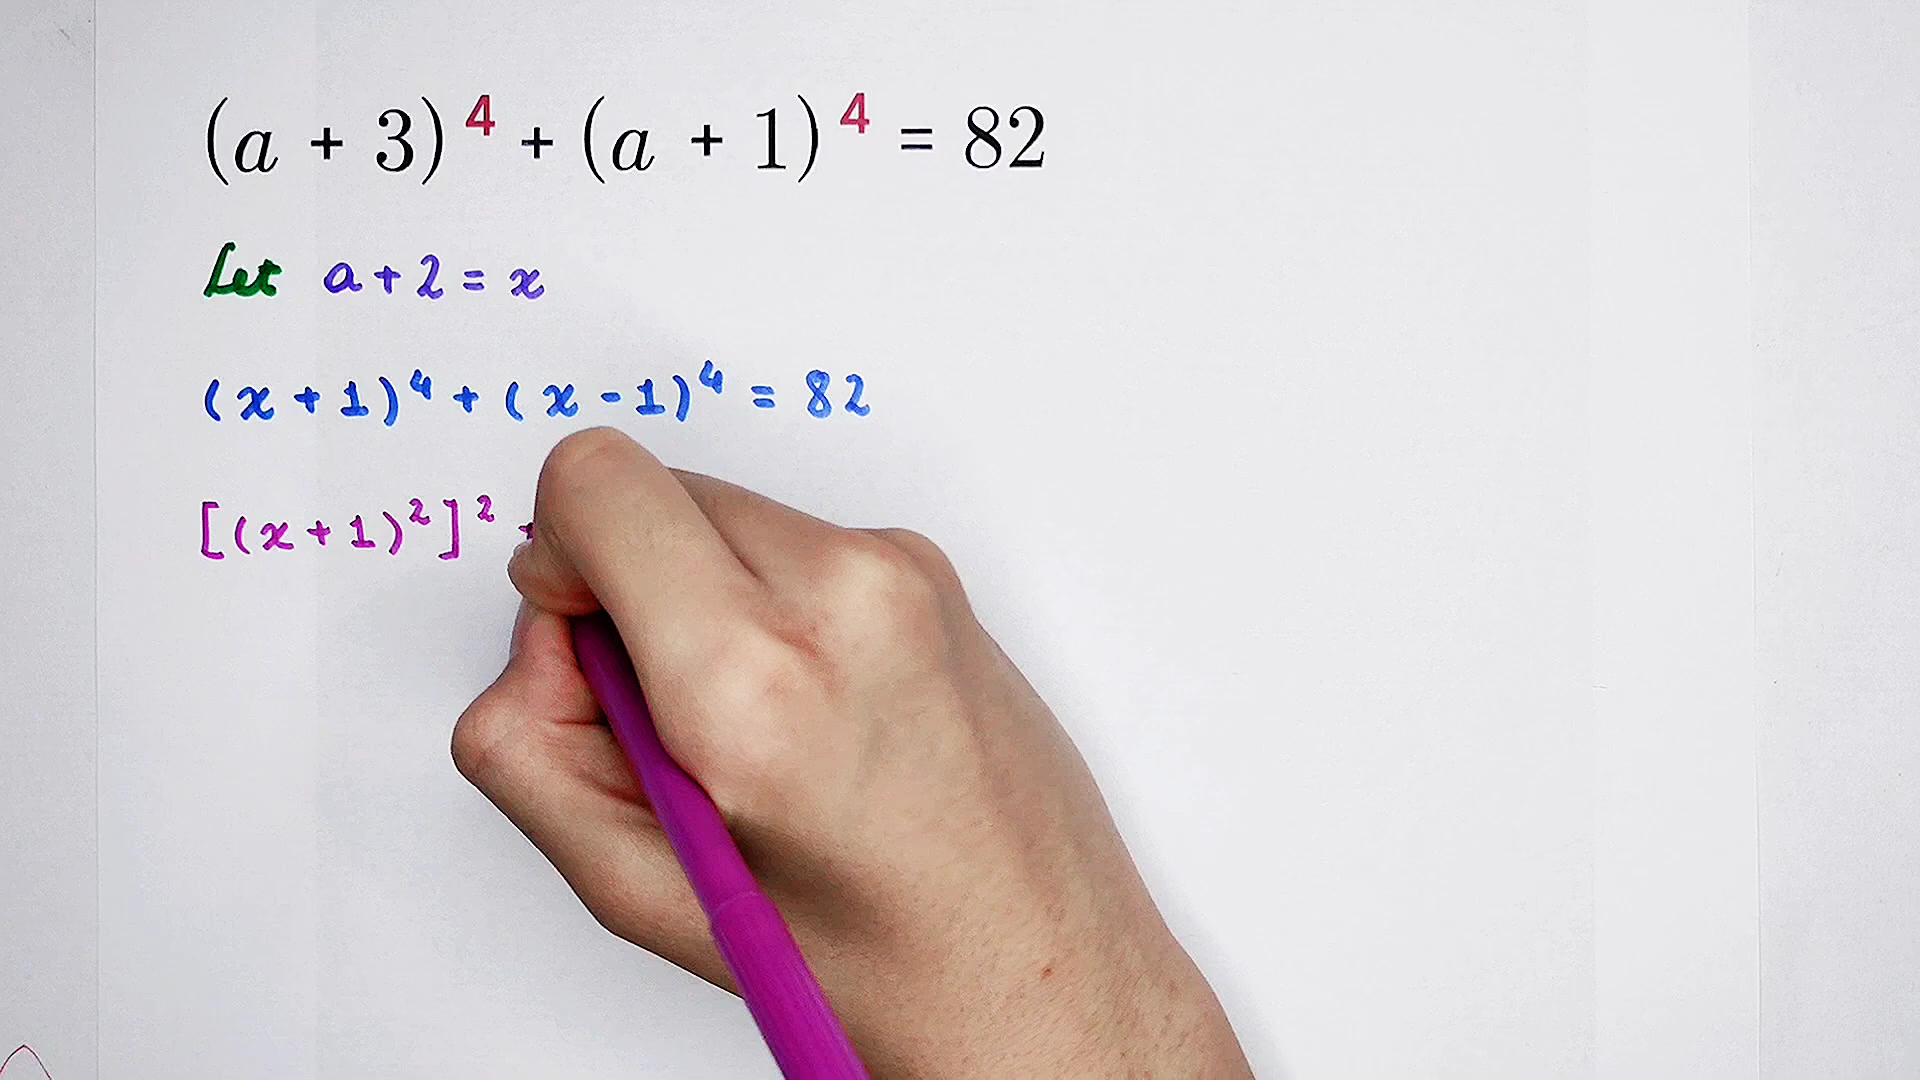 (a + 3)⁴ + (a + 1)⁴ = 82
Let a + 2 = x
(x + 1)⁴ + (x - 1)⁴ = 82
[(x + 1)²]²